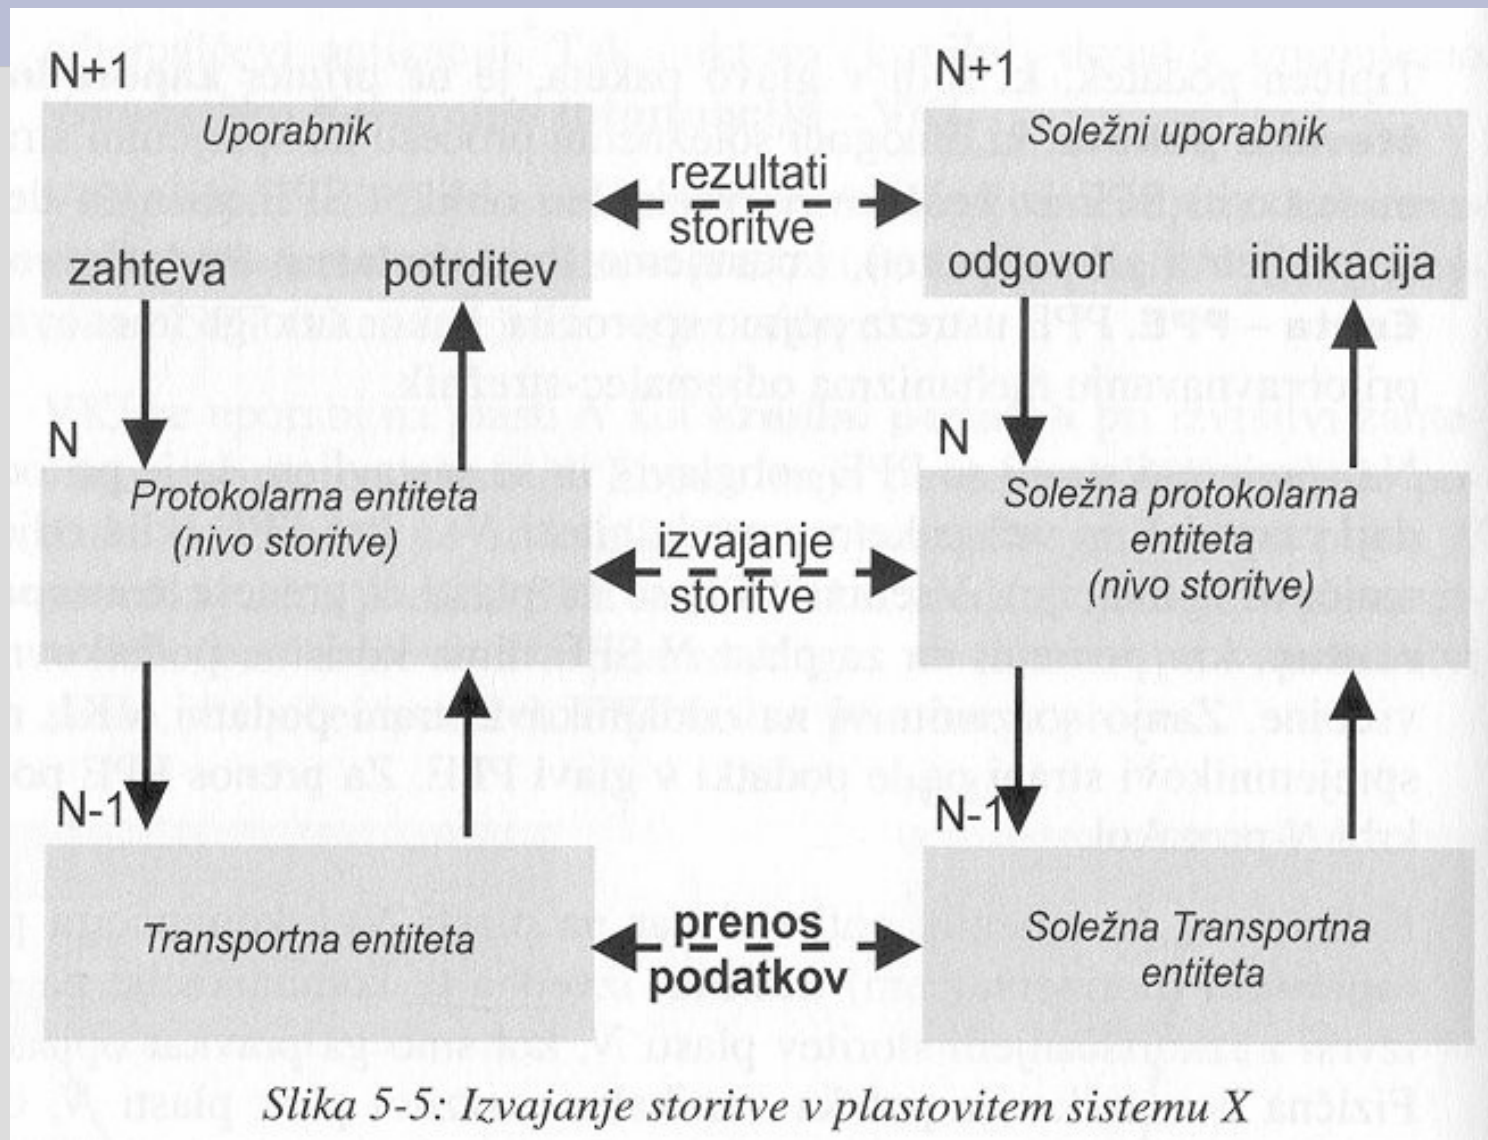 N+1
Uporabnik
zahteva
potrditev
rezultati
storitve
N+1
Soležni uporabnik
odgovor
indikacija
N
Protokolarna entiteta
(nivo storitve)
izvajanje
storitve
N
Soležna protokolarna
entiteta
(nivo storitve)
N-1
Transportna entiteta
prenos
podatkov
N-1
Soležna Transportna
entiteta
Slika 5-5: Izvajanje storitve v plastovitem sistemu X